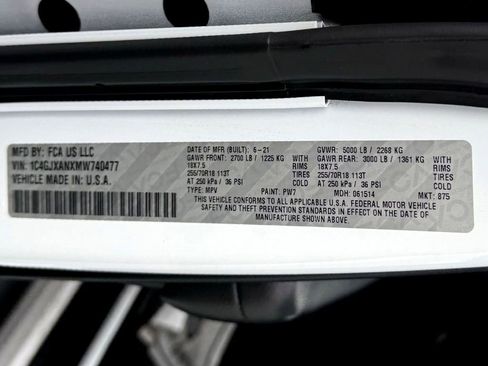 MFD BY: FCA US LLC
VIN: 1C4GJXANXMW740477
VEHICLE MADE IN U.S.A.
DATE OF MFR (BUILT): 6-21 GVW: 5000 LB / 2268 KG
GAWR FRONT: 2700 LB / 1225 KG WITH GAWR REAR: 3000 LB / 1361 KG WITH
18X7.5 RIMS 18X7.5 RIMS
255/70R18 113T TIRES 255/70R18 113T TIRES
AT 250 kPa / 36 PSI AT 250 kPa / 36 PSI
TYPE: MPV PAINT: PW7 MDH: 061514 MKT: 875
THIS VEHICLE CONFORMS TO ALL APPLICABLE U.S.A. FEDERAL MOTOR VEHICLE
SAFETY AND THEFT PREVENTION STANDARDS IN EFFECT ON THE DATE OF
MANUFACTURE SHOWN ABOVE.